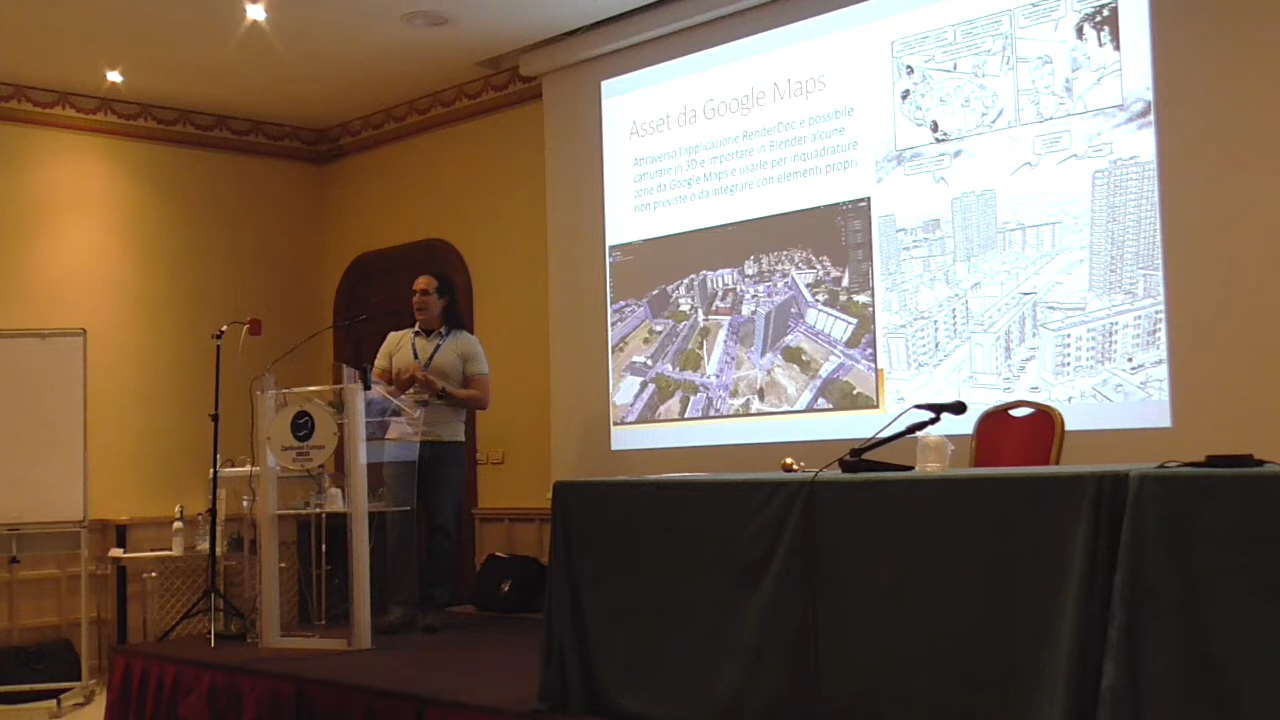 Asset da Google Maps
Attraverso l'applicazione RenderDoc è possibile
catturare in 3D e importare in Blender alcune
zone da Google Maps e usarle per inquadrature
non previste o da integrare con elementi propri